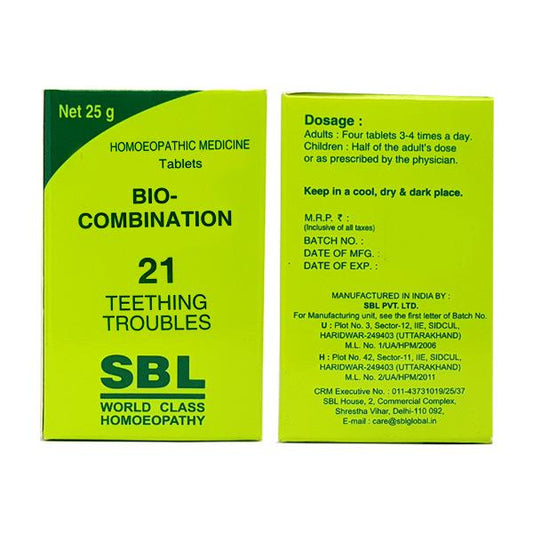 Net 25 g
HOMOEOPATHIC MEDICINE
Tablets
BIO-
COMBINATION
21
TEETHING
TROUBLES
SBL
WORLD CLASS
HOMOEOPATHY
Dosage :
Adults : Four tablets 3-4 times a day.
Children : Half of the adult's dose
or as prescribed by the physician.
Keep in a cool, dry & dark place.
M.R.P. ₹ :
(Inclusive of all taxes)
BATCH NO. :
DATE OF MFG. :
DATE OF EXP. :
MANUFACTURED IN INDIA BY :
SBL PVT. LTD.
For Manufacturing unit, see the first letter of Batch No.
U : Plot No. 3, Sector-12, IIE, SIDCUL,
HARIDWAR-249403 (UTTARAKHAND)
M.L. No. 1/UA/HPM/2006
H : Plot No. 42, Sector-11, IIE, SIDCUL,
HARIDWAR-249403 (UTTARAKHAND)
M.L. No. 2/UA/HPM/2011
CRM Executive No. : 011-43731019/25/37
SBL House, 2, Commercial Complex,
Shrestha Vihar, Delhi-110 092,
E-mail : care@sblglobal.in